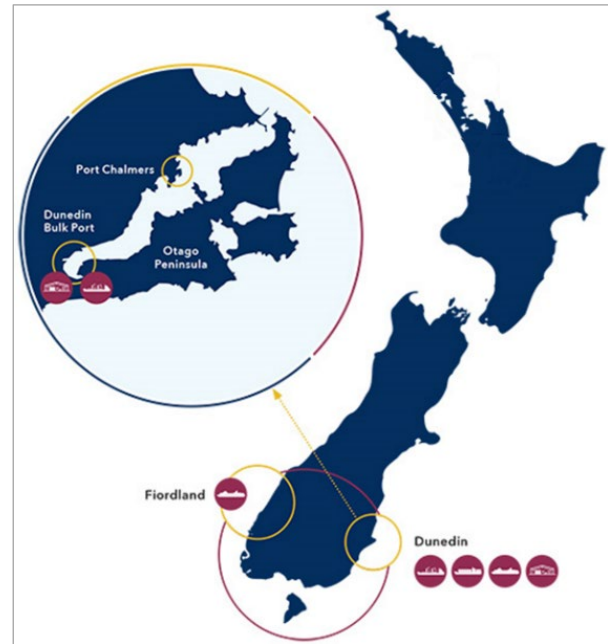 Port Chalmers
Dunedin
Bulk Port
Otago
Peninsula
Fiordland
Dunedin